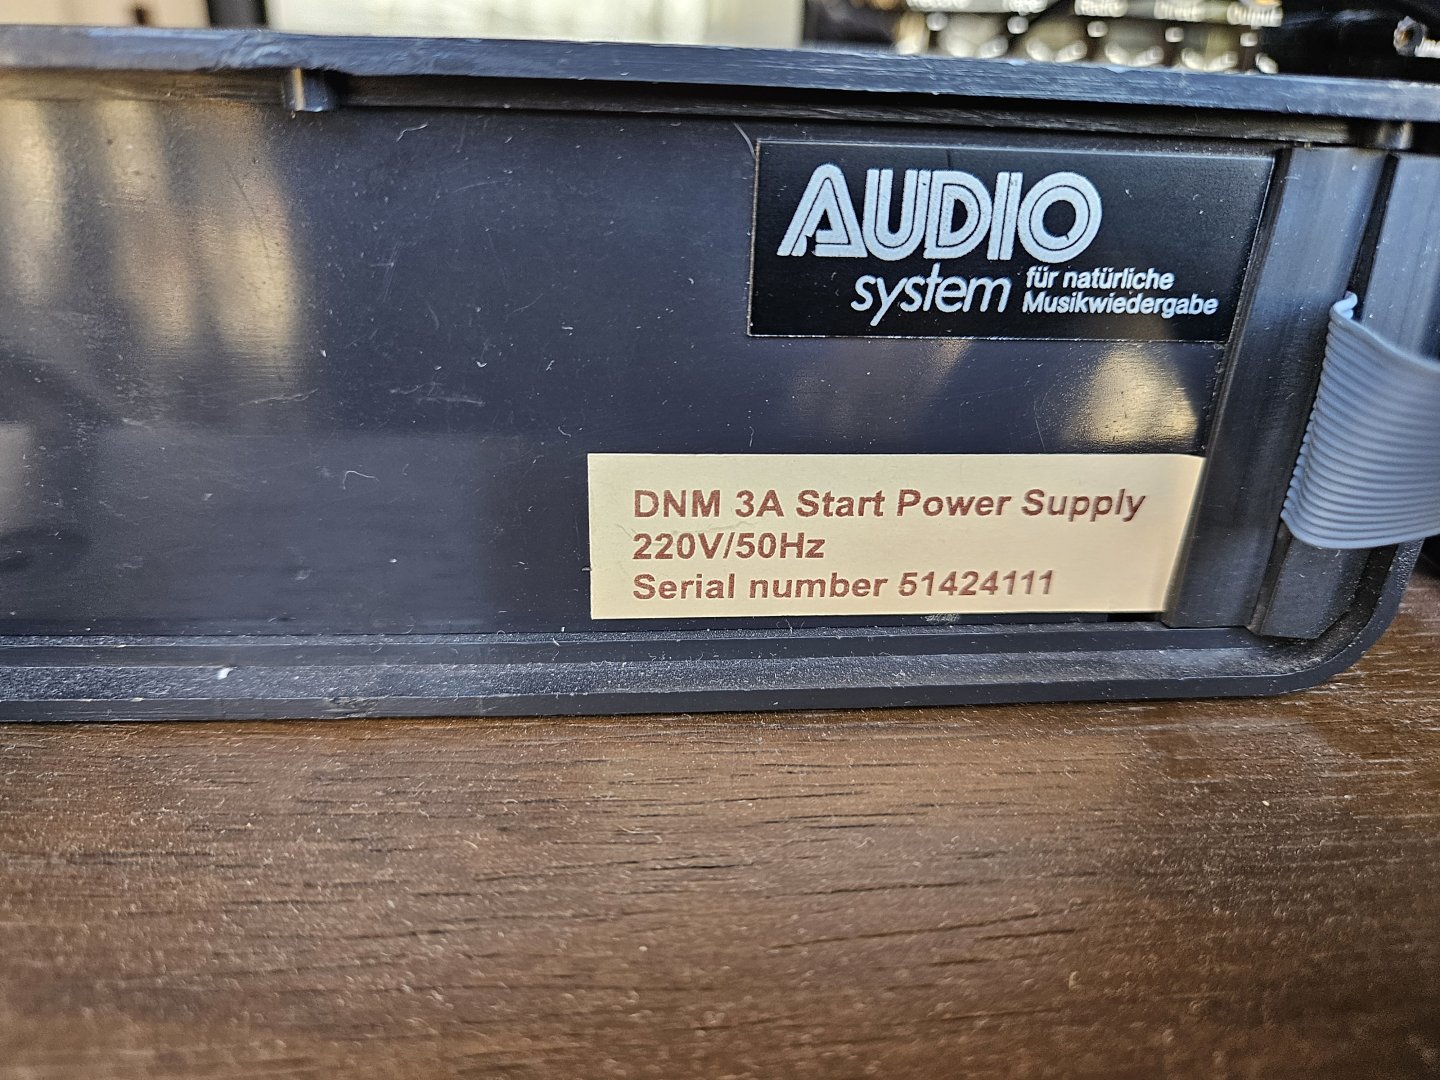 AUDIO
system für natürliche
Musikwiedergabe
DNM 3A Start Power Supply
220V/50Hz
Serial number 51424111